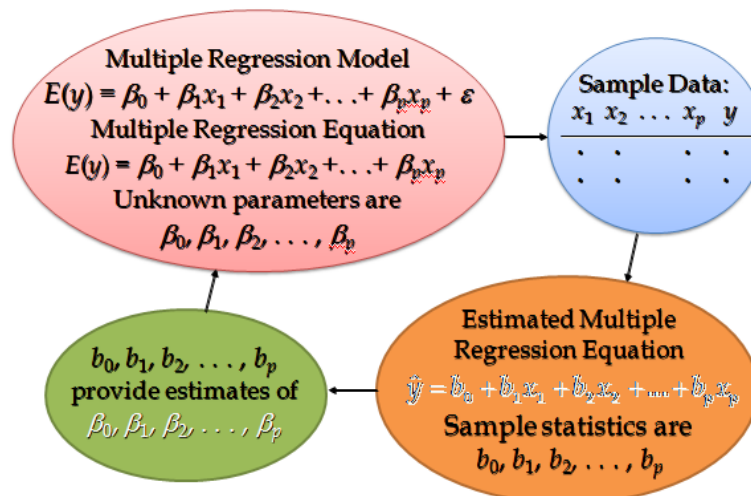 Multiple Regression Model
E(y) = β₀ + β₁x₁ + β₂x₂ +. . .+ βₚxₚ + ε
Multiple Regression Equation
E(y) = β₀ + β₁x₁ + β₂x₂ +. . .+ βₚxₚ
Unknown parameters are
β₀, β₁, β₂, . . . , βₚ
Sample Data:
x₁ x₂ . . . xₚ y
. . . .
. . . .
Estimated Multiple
Regression Equation
ŷ = b₀ + b₁x₁ + b₂x₂ + ... + bₚxₚ
Sample statistics are
b₀, b₁, b₂, . . . , bₚ
b₀, b₁, b₂, . . . , bₚ
provide estimates of
β₀, β₁, β₂, . . . , βₚ